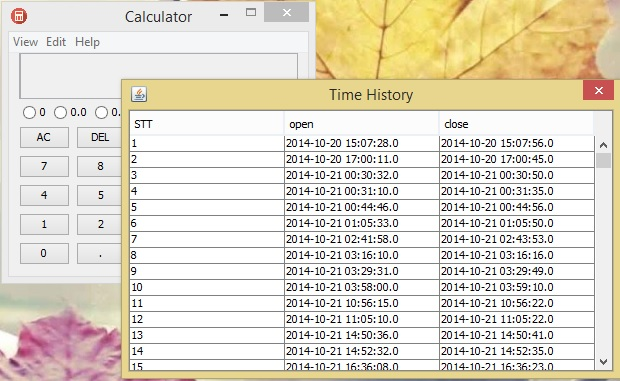 Calculator
View Edit Help
0 0.0 0.
AC DEL
7 8
4 5
1 2
0 .
Time History
STT open close
1 2014-10-20 15:07:28.0 2014-10-20 15:07:56.0
2 2014-10-20 17:00:11.0 2014-10-20 17:00:45.0
3 2014-10-21 00:30:32.0 2014-10-21 00:30:50.0
4 2014-10-21 00:31:10.0 2014-10-21 00:31:35.0
5 2014-10-21 00:44:46.0 2014-10-21 00:44:56.0
6 2014-10-21 01:05:33.0 2014-10-21 01:05:50.0
7 2014-10-21 02:41:58.0 2014-10-21 02:43:53.0
8 2014-10-21 03:16:10.0 2014-10-21 03:16:16.0
9 2014-10-21 03:29:31.0 2014-10-21 03:29:49.0
10 2014-10-21 03:58:00.0 2014-10-21 03:59:10.0
11 2014-10-21 10:56:15.0 2014-10-21 10:56:22.0
12 2014-10-21 11:05:10.0 2014-10-21 11:05:22.0
13 2014-10-21 14:50:36.0 2014-10-21 14:50:41.0
14 2014-10-21 14:52:32.0 2014-10-21 14:52:35.0
15 2014-10-21 16:36:08.0 2014-10-21 16:36:23.0